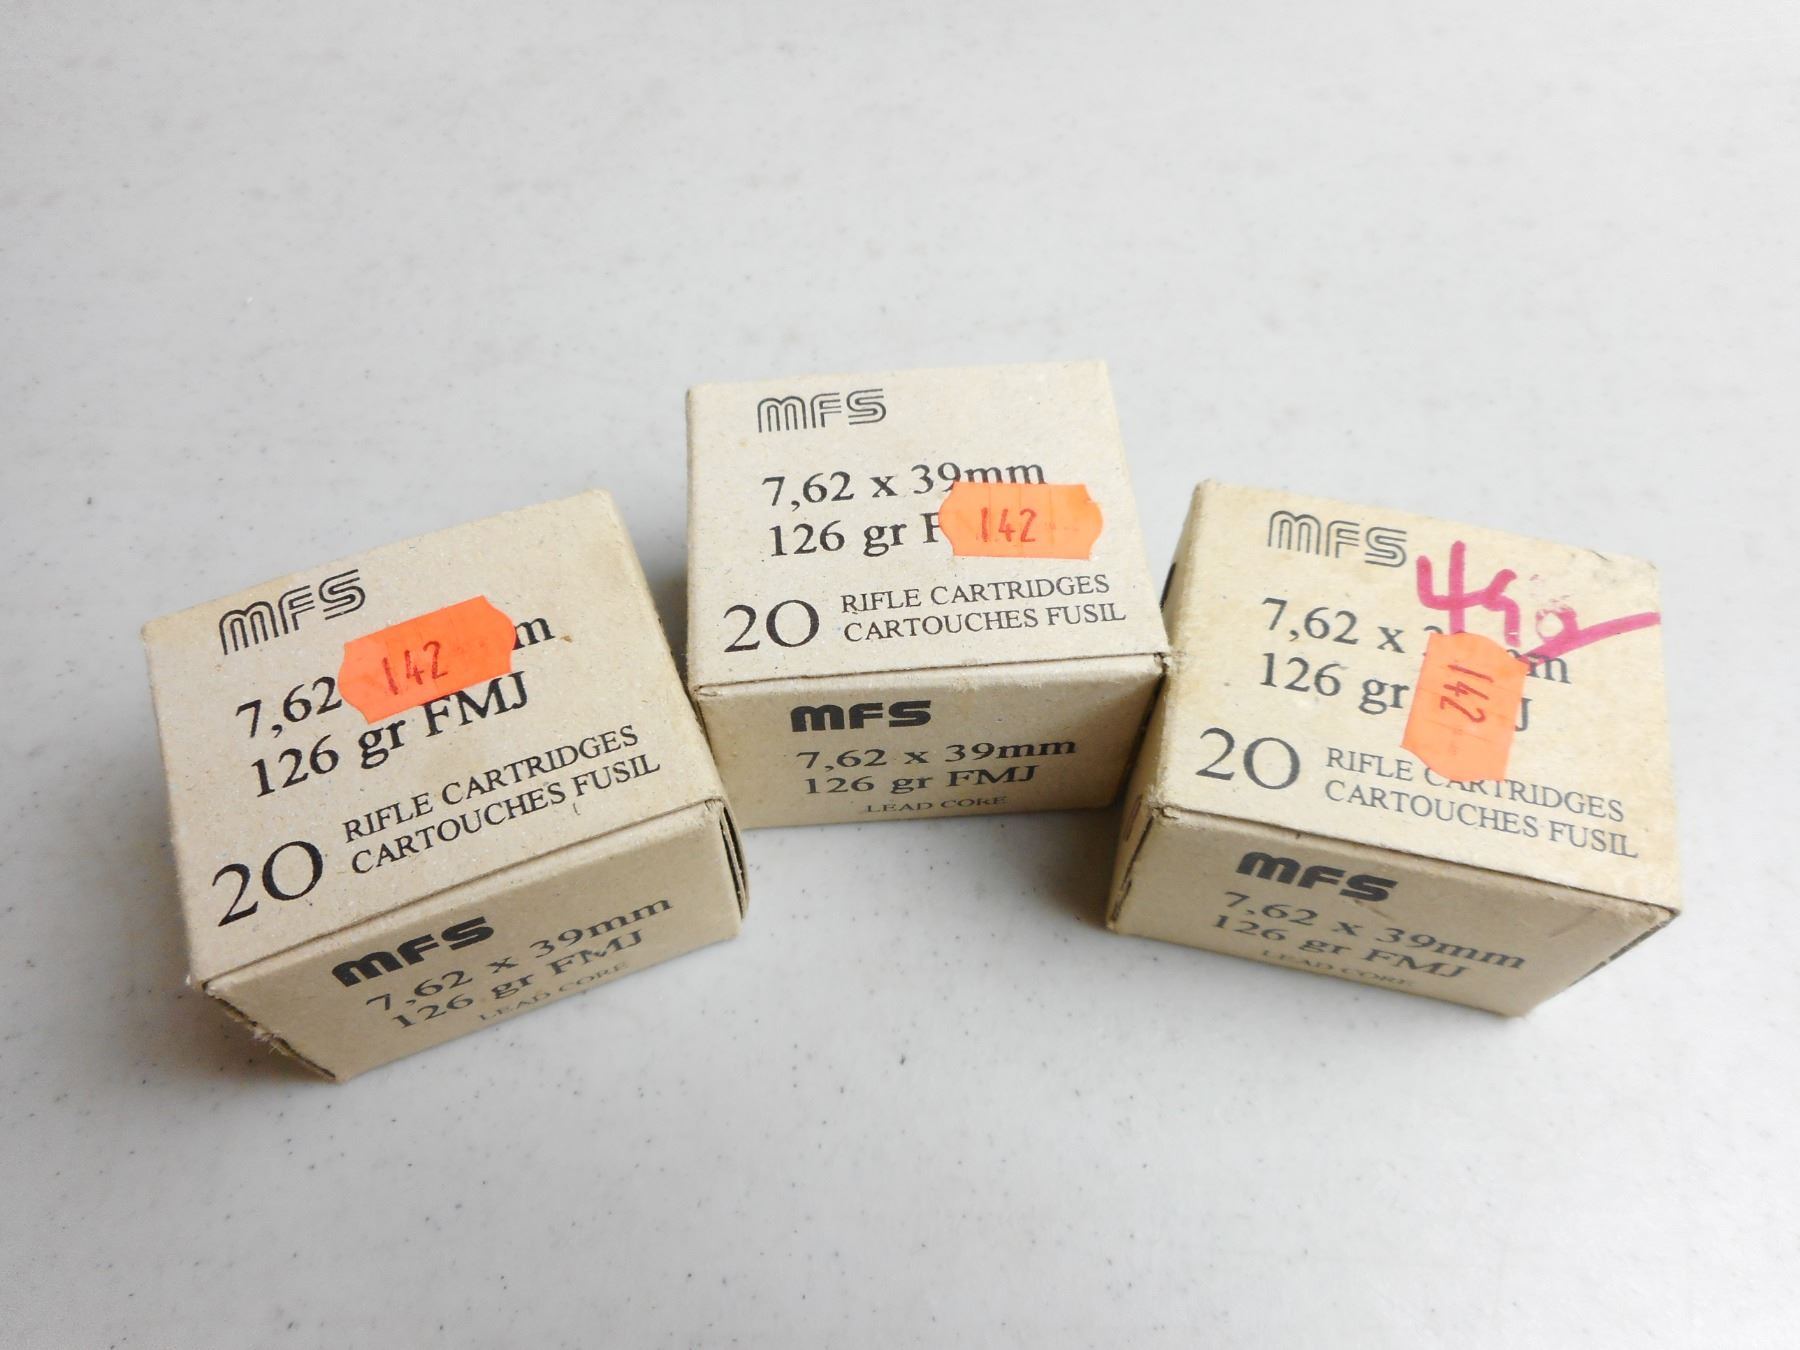 MFS
7,62 m
142
126 gr FMJ
20 RIFLE CARTRIDGES
CARTOUCHES FUSIL
MFS
7,62 x 39mm
126 gr FMJ
LEAD CORE
MFS
7,62 x 39mm
126 gr F
142
20 RIFLE CARTRIDGES
CARTOUCHES FUSIL
MFS
7,62 x 39mm
126 gr FMJ
LEAD CORE
MFS
7,62 x mm
126 gr J
142
20 RIFLE CARTRIDGES
CARTOUCHES FUSIL
MFS
7,62 x 39mm
126 gr FMJ
LEAD CORE